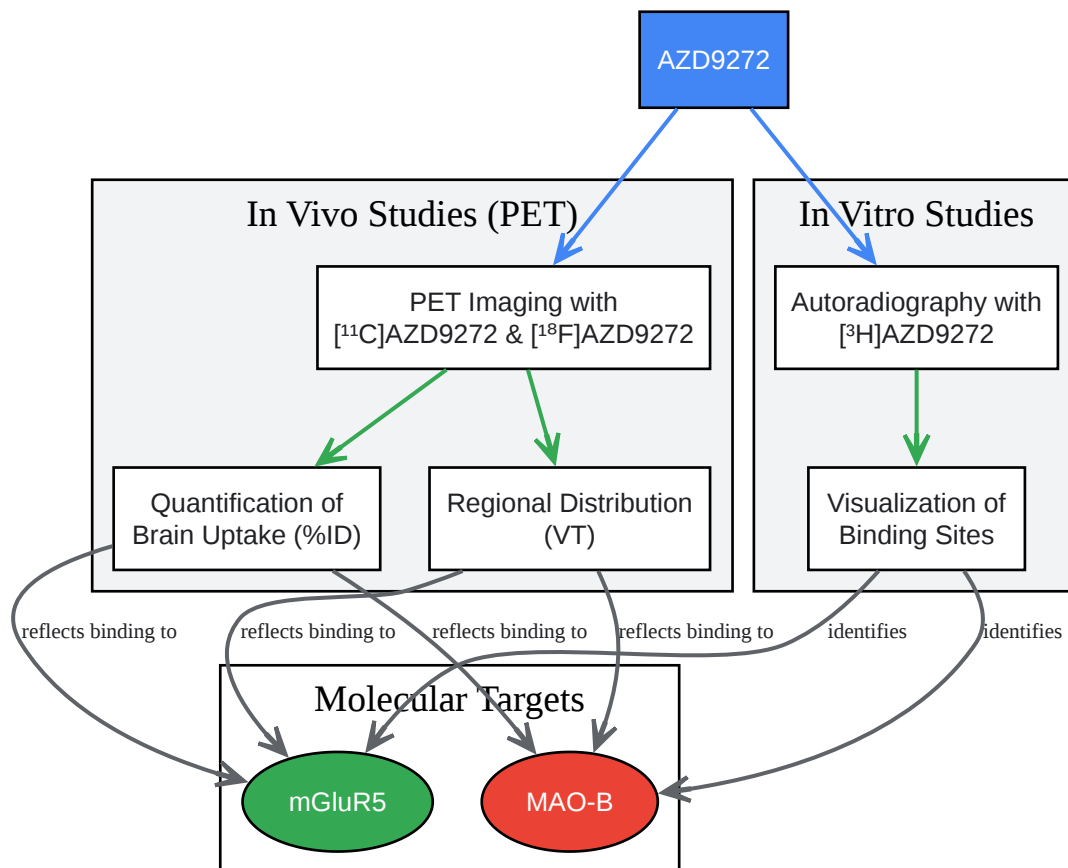 AZD9272
In Vivo Studies (PET)
In Vitro Studies
PET Imaging with
[¹¹C]AZD9272 & [¹⁸F]AZD9272
Autoradiography with
[³H]AZD9272
Quantification of
Brain Uptake (%ID)
Regional Distribution
(VT)
Visualization of
Binding Sites
reflects binding to
reflects binding to
reflects binding to
reflects binding to
identifies
identifies
Molecular Targets
mGluR5
MAO-B